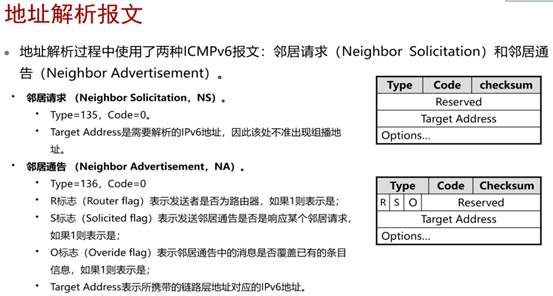 地址解析报文
地址解析过程中使用了两种ICMPv6报文：邻居请求（Neighbor Solicitation）和邻居通
告（Neighbor Advertisement）。
邻居请求 （Neighbor Solicitation，NS）。
Type=135，Code=0。
Target Address是需要解析的IPv6地址，因此该处不准出现组播地
址。
邻居通告 （Neighbor Advertisement，NA）。
Type=136，Code=0
R标志（Router flag）表示发送者是否为路由器，如果1则表示是；
S标志（Solicited flag）表示发送邻居通告是否是响应某个邻居请求，
如果1则表示是；
O标志（Overide flag）表示邻居通告中的消息是否覆盖已有的条目
信息，如果1则表示是；
Target Address表示所携带的链路层地址对应的IPv6地址。
Type Code checksum
Reserved
Target Address
Options...
Type Code Checksum
R S O Reserved
Target Address
Options...